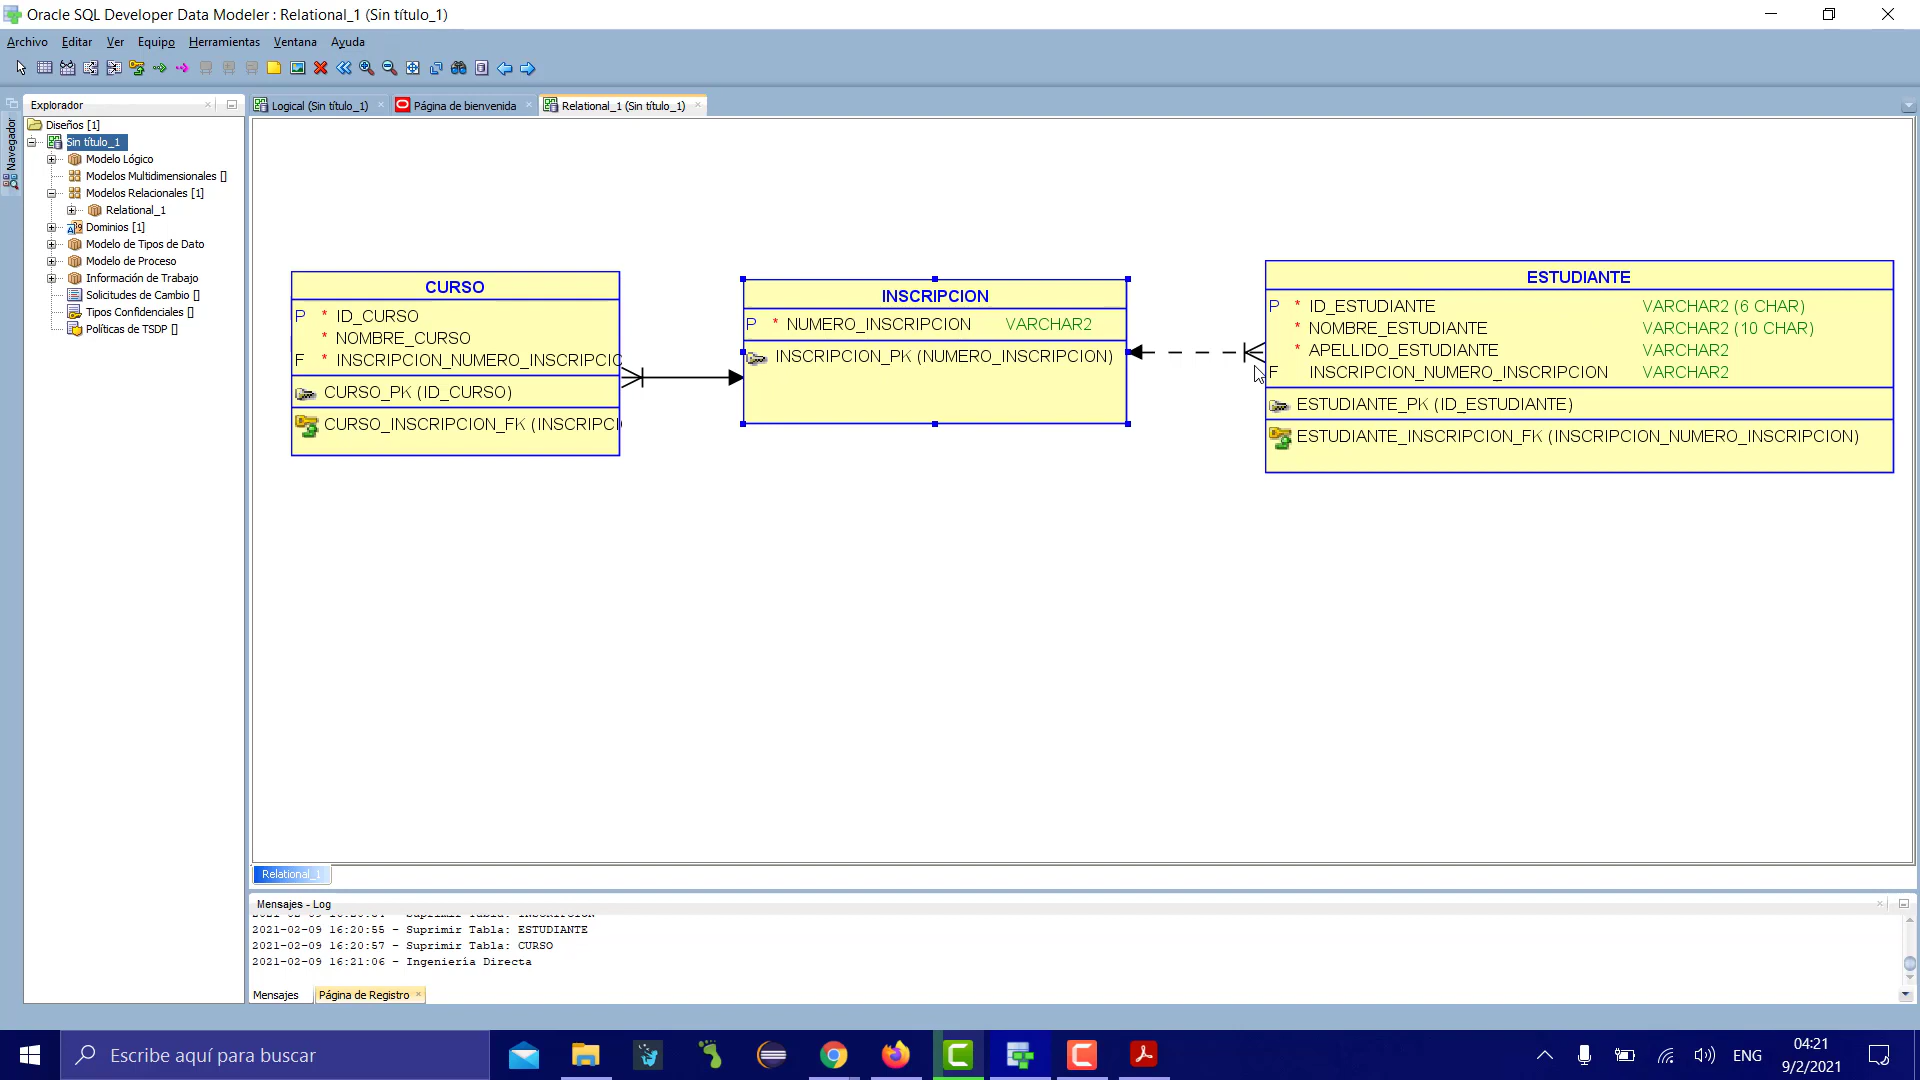 Oracle SQL Developer Data Modeler : Relational_1 (Sin título_1)
Archivo Editar Ver Equipo Herramientas Ventana Ayuda
Navegador
Explorador
Diseños [1]
Sin título_1
Modelo Lógico
Modelos Multidimensionales []
Modelos Relacionales [1]
Relational_1
Dominios [1]
Modelo de Tipos de Dato
Modelo de Proceso
Información de Trabajo
Solicitudes de Cambio []
Tipos Confidenciales []
Políticas de TSDP []
Logical (Sin título_1) Página de bienvenida Relational_1 (Sin título_1)
CURSO
P * ID_CURSO
* NOMBRE_CURSO
F * INSCRIPCION_NUMERO_INSCRIPCIO
CURSO_PK (ID_CURSO)
CURSO_INSCRIPCION_FK (INSCRIPCI
INSCRIPCION
P * NUMERO_INSCRIPCION VARCHAR2
INSCRIPCION_PK (NUMERO_INSCRIPCION)
ESTUDIANTE
P * ID_ESTUDIANTE VARCHAR2 (6 CHAR)
* NOMBRE_ESTUDIANTE VARCHAR2 (10 CHAR)
* APELLIDO_ESTUDIANTE VARCHAR2
F INSCRIPCION_NUMERO_INSCRIPCION VARCHAR2
ESTUDIANTE_PK (ID_ESTUDIANTE)
ESTUDIANTE_INSCRIPCION_FK (INSCRIPCION_NUMERO_INSCRIPCION)
Relational_1
Mensajes - Log
2021-02-09 16:20:55 - Suprimir Tabla: ESTUDIANTE
2021-02-09 16:20:57 - Suprimir Tabla: CURSO
2021-02-09 16:21:06 - Ingeniería Directa
Mensajes Página de Registro
Escribe aquí para buscar
ENG
04:21
9/2/2021